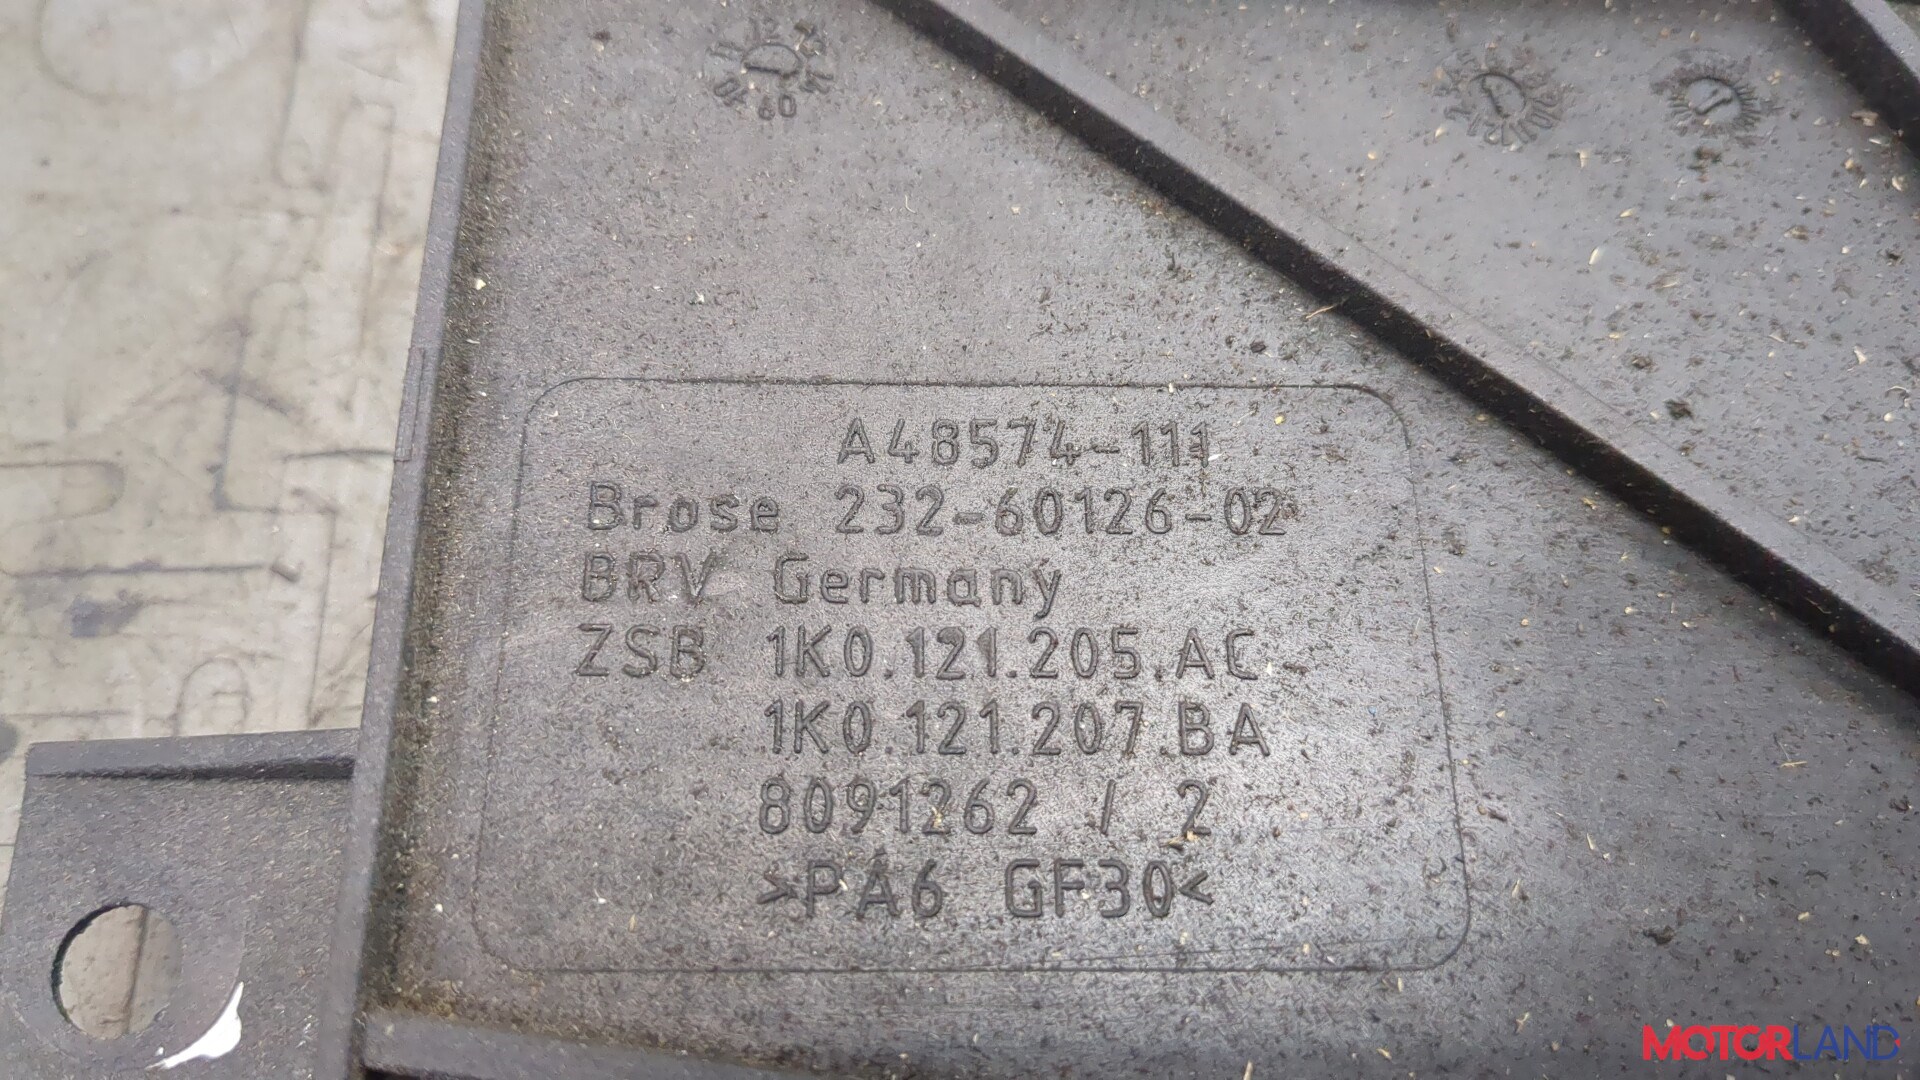 A48574-111
Brose 232-60126-02
BRV Germany
ZSB 1K0.121.205.AC
1K0.121.207.BA
8091262 / 2
>PA6 GF30<
MOTORLAND